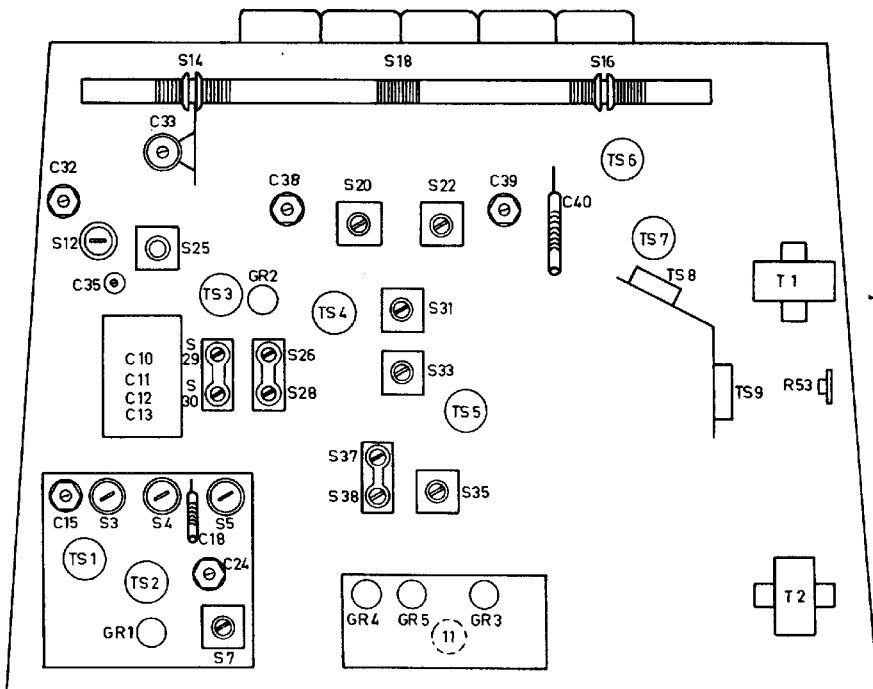 S14 S18 S16
C33
TS6
C32 C38 S20 S22 C39 C40
S12 S25 TS7
C35 TS3 GR2 TS8 T1
TS4 S31
C10 S29 S26
C11 S33
C12 S30 S28 TS9 R53
C13
TS5
S37
S38 S35
C15 S3 S4 C18 S5
TS1 C24
TS2
GR4 GR5 GR3 T2
GR1 11
S7